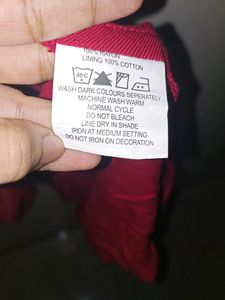 100% RAYON
LINING 100% COTTON
40 C
WASH DARK COLOURS SEPERATELY
MACHINE WASH WARM
NORMAL CYCLE
DO NOT BLEACH
LINE DRY IN SHADE
IRON AT MEDIUM SETTING
DO NOT IRON ON DECORATION